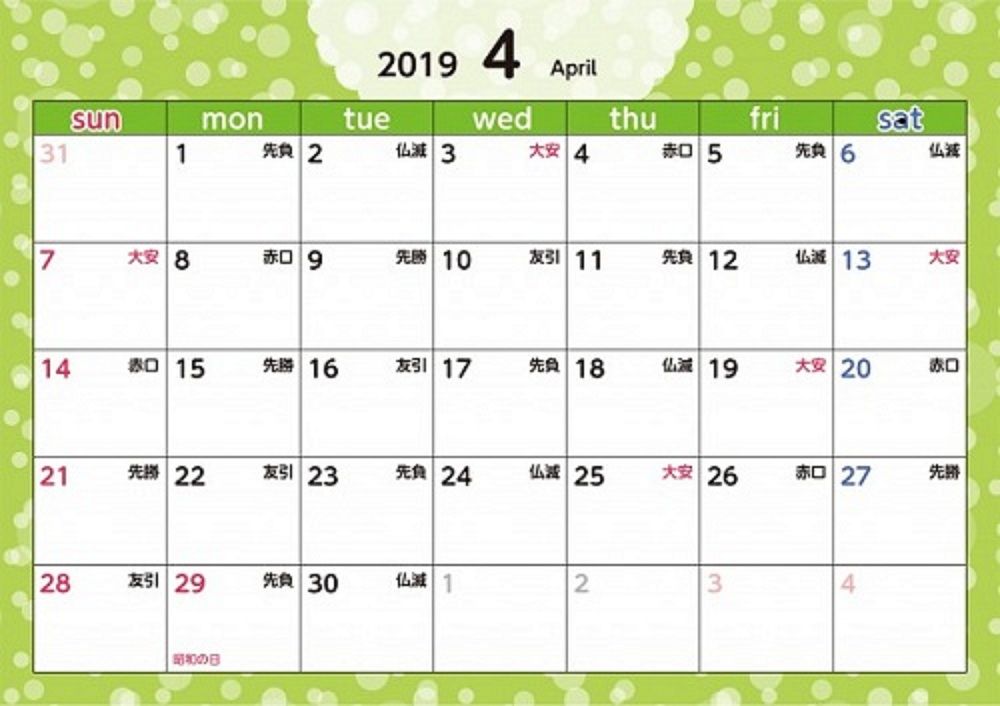 2019 4 April
sun mon tue wed thu fri sat
31 1 先負 2 仏滅 3 大安 4 赤口 5 先負 6 仏滅
7 大安 8 赤口 9 先勝 10 友引 11 先負 12 仏滅 13 大安
14 赤口 15 先勝 16 友引 17 先負 18 仏滅 19 大安 20 赤口
21 先勝 22 友引 23 先負 24 仏滅 25 大安 26 赤口 27 先勝
28 友引 29 先負 30 仏滅 1 2 3 4
昭和の日